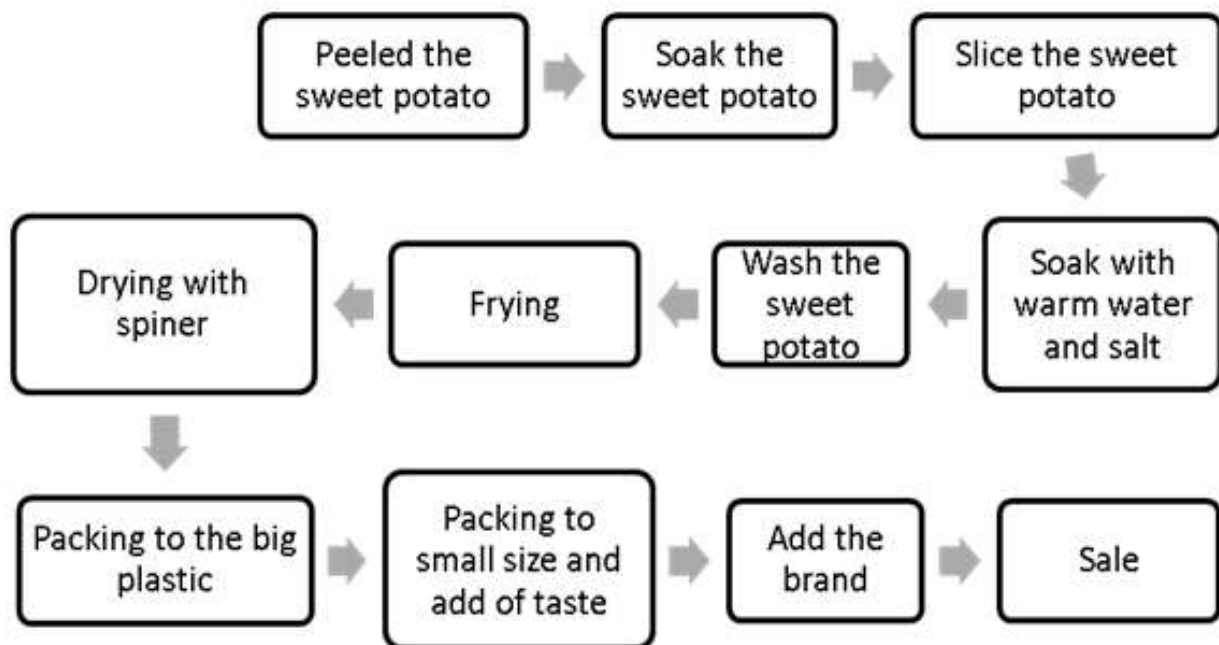 Peeled the
sweet potato
Soak the
sweet potato
Slice the sweet
potato
Soak with
warm water
and salt
Wash the
sweet
potato
Frying
Drying with
spiner
Packing to the big
plastic
Packing to
small size and
add of taste
Add the
brand
Sale